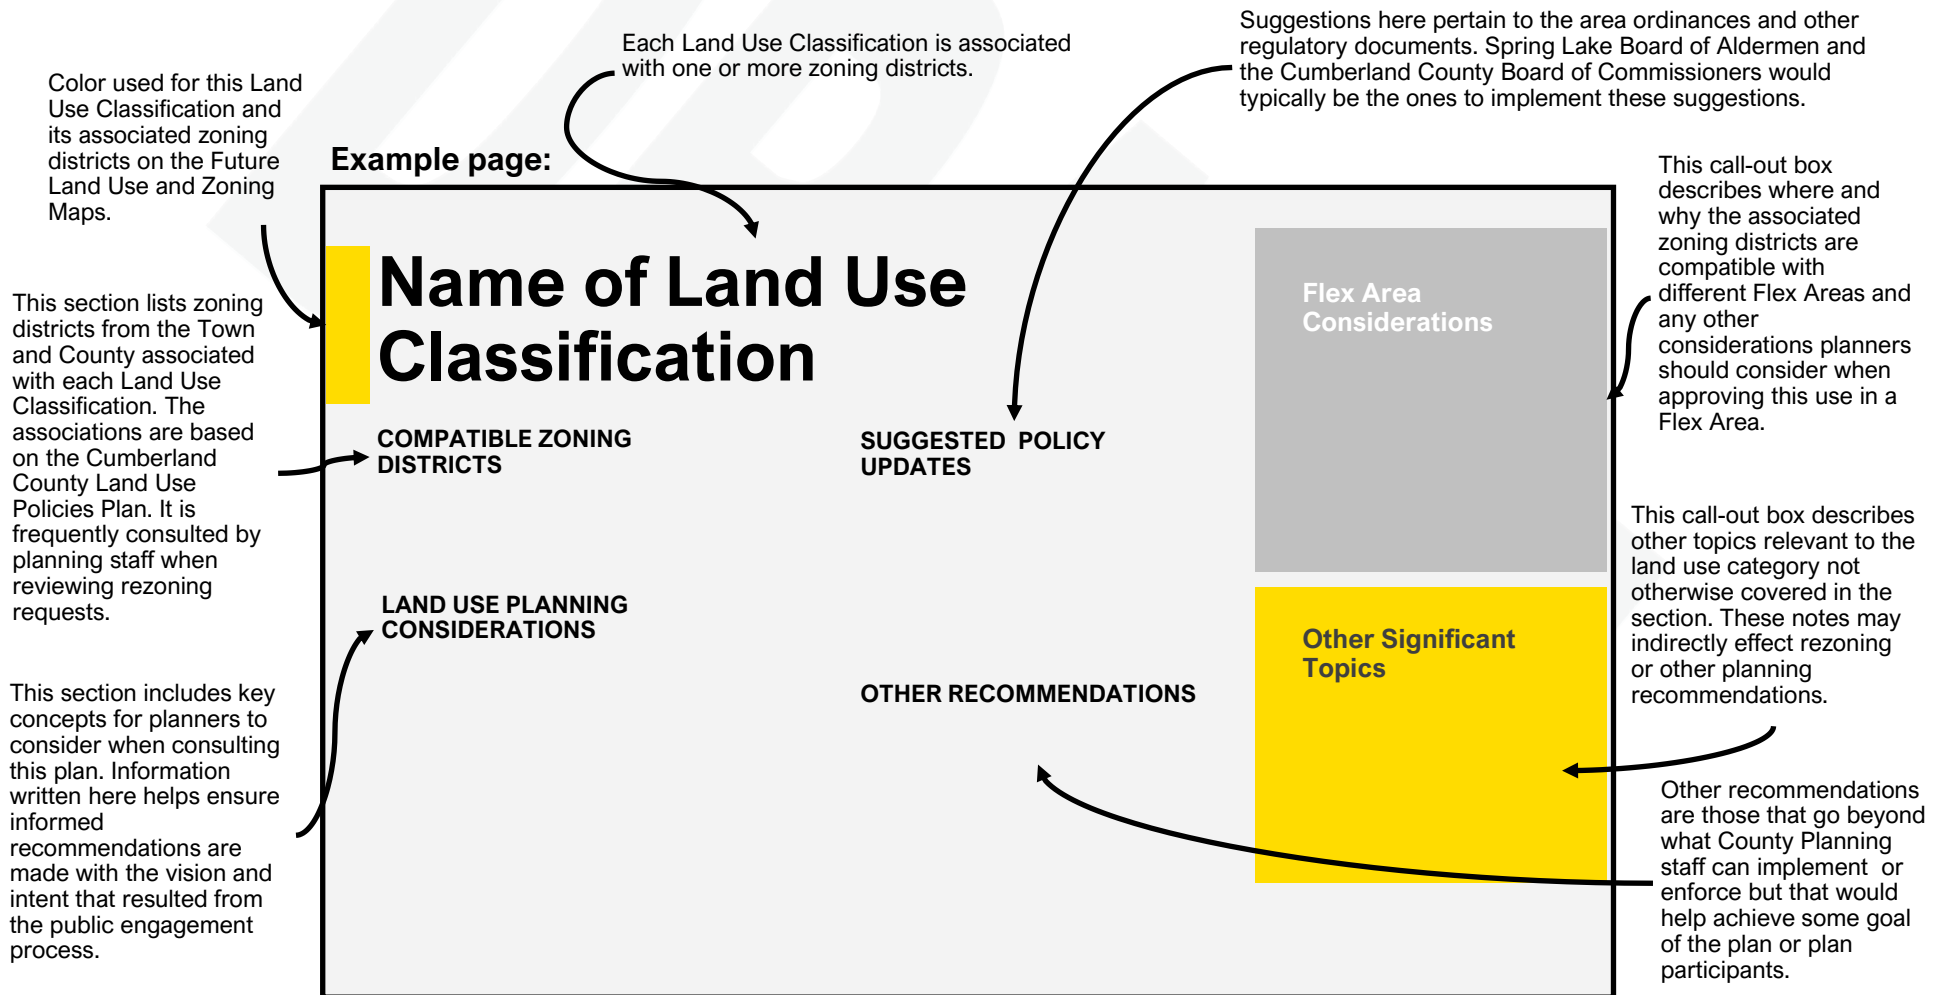 Suggestions here pertain to the area ordinances and other
regulatory documents. Spring Lake Board of Aldermen and
the Cumberland County Board of Commissioners would
typically be the ones to implement these suggestions.
Each Land Use Classification is associated
with one or more zoning districts.
Color used for this Land
Use Classification and
its associated zoning
districts on the Future
Land Use and Zoning
Maps.
Example page:
This section lists zoning
districts from the Town
and County associated
with each Land Use
Classification. The
associations are based
on the Cumberland
County Land Use
Policies Plan. It is
frequently consulted by
planning staff when
reviewing rezoning
requests.
This section includes key
concepts for planners to
consider when consulting
this plan. Information
written here helps ensure
informed
recommendations are
made with the vision and
intent that resulted from
the public engagement
process.
Name of Land Use
Classification
COMPATIBLE ZONING
DISTRICTS
LAND USE PLANNING
CONSIDERATIONS
SUGGESTED  POLICY
UPDATES
OTHER RECOMMENDATIONS
Flex Area
Considerations
Other Significant
Topics
This call-out box
describes where and
why the associated
zoning districts are
compatible with
different Flex Areas and
any other
considerations planners
should consider when
approving this use in a
Flex Area.
This call-out box describes
other topics relevant to the
land use category not
otherwise covered in the
section. These notes may
indirectly effect rezoning
or other planning
recommendations.
Other recommendations
are those that go beyond
what County Planning
staff can implement  or
enforce but that would
help achieve some goal
of the plan or plan
participants.